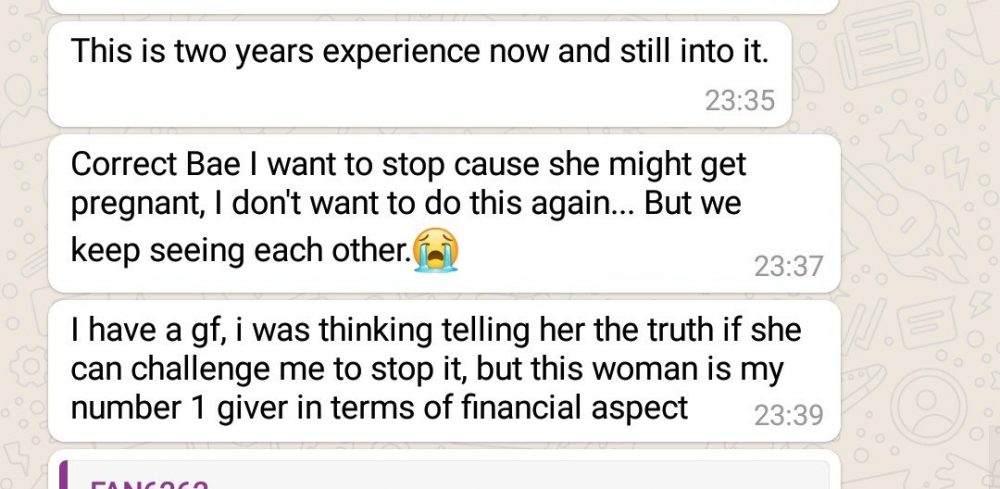 This is two years experience now and still into it.
23:35
Correct Bae I want to stop cause she might get
pregnant, I don't want to do this again... But we
keep seeing each other.😭
23:37
I have a gf, i was thinking telling her the truth if she
can challenge me to stop it, but this woman is my
number 1 giver in terms of financial aspect
23:39